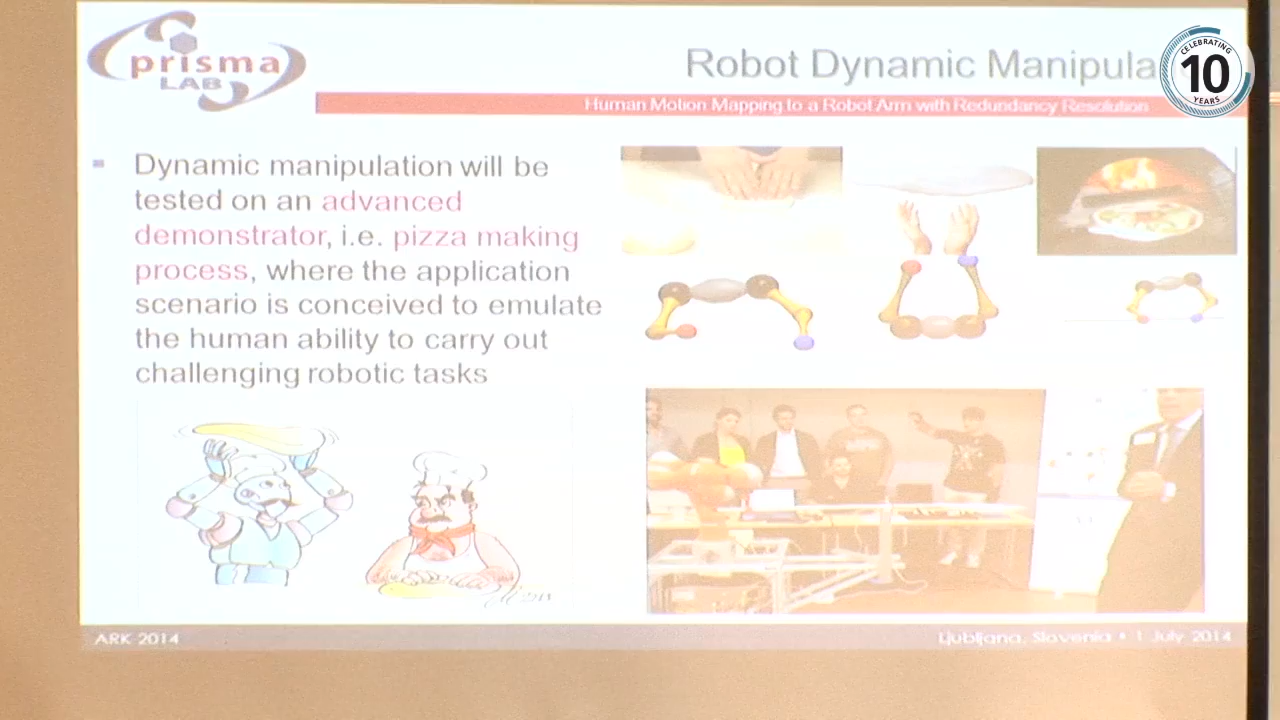 prisma
LAB
Robot Dynamic Manipula
CELEBRATING
10
YEARS
Human Motion Mapping to a Robot Arm with Redundancy Resolution
Dynamic manipulation will be
tested on an advanced
demonstrator, i.e. pizza making
process, where the application
scenario is conceived to emulate
the human ability to carry out
challenging robotic tasks
ARK 2014
Ljubljana, Slovenia • 1 July 2014